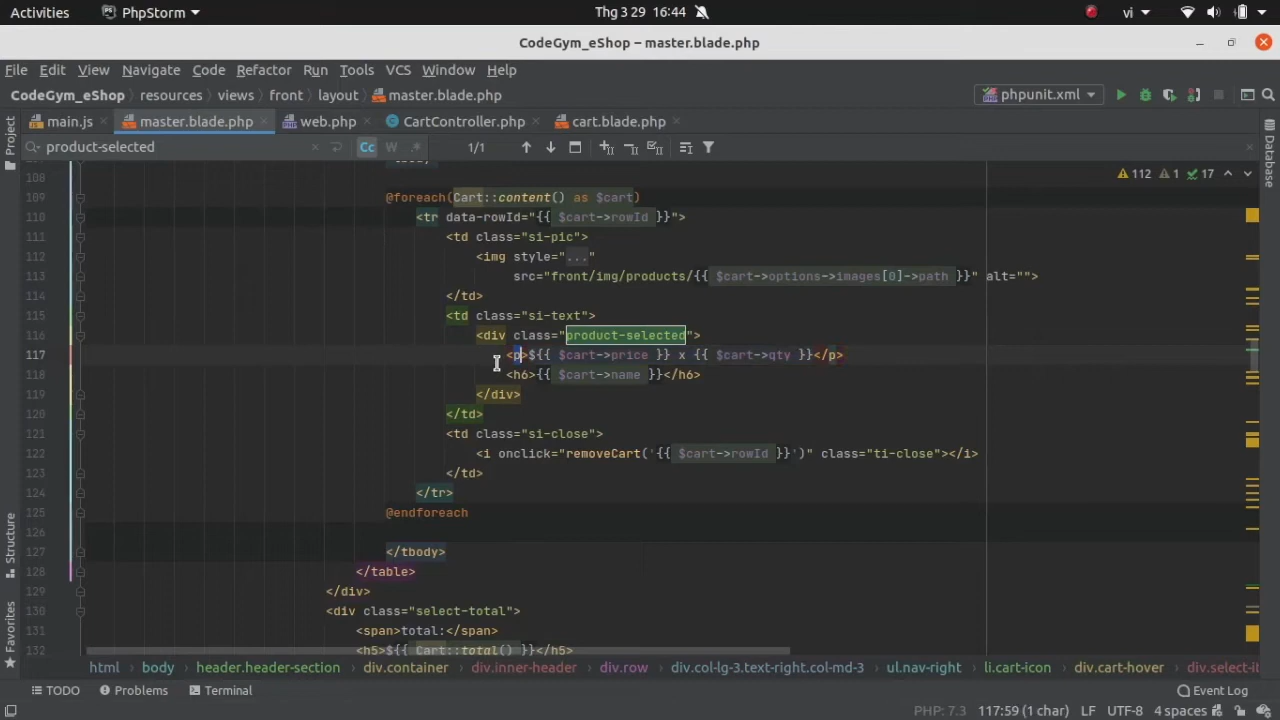 Activities PhpStorm Thg 3 29 16:44 vi
CodeGym_eShop – master.blade.php
File Edit View Navigate Code Refactor Run Tools VCS Window Help
CodeGym_eShop resources views front layout master.blade.php phpunit.xml
Project main.js master.blade.php web.php CartController.php cart.blade.php Database
product-selected Cc W .* 1/1
112 1 17
108
109 @foreach(Cart::content() as $cart)
110 <tr data-rowId="{{ $cart->rowId }}">
111 <td class="si-pic">
112 <img style="..."
113 src="front/img/products/{{ $cart->options->images[0]->path }}" alt="">
114 </td>
115 <td class="si-text">
116 <div class="product-selected">
117 <p>${{ $cart->price }} x {{ $cart->qty }}</p>
118 <h6>{{ $cart->name }}</h6>
119 </div>
120 </td>
121 <td class="si-close">
122 <i onclick="removeCart('{{ $cart->rowId }}')" class="ti-close"></i>
123 </td>
124 </tr>
125 @endforeach
126
127 </tbody>
128 </table>
129 </div>
130 <div class="select-total">
131 <span>total:</span>
132 <h5>${{ Cart::total() }}</h5>
Structure
Favorites
html body header.header-section div.container div.inner-header div.row div.col-lg-3.text-right.col-md-3 ul.nav-right li.cart-icon div.cart-hover div.select-it
TODO Problems Terminal Event Log
PHP: 7.3 117:59 (1 char) LF UTF-8 4 spaces